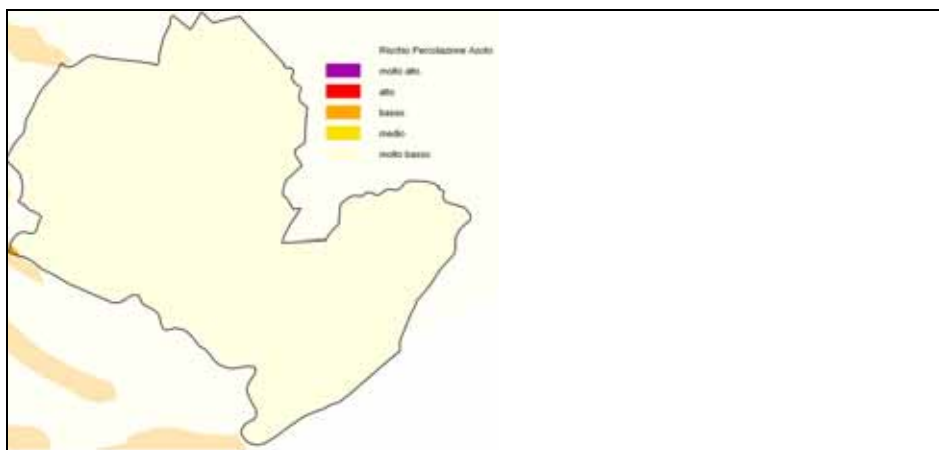 Rischio Percolazione Azoto
molto alto.
alto
basso
medio
molto basso